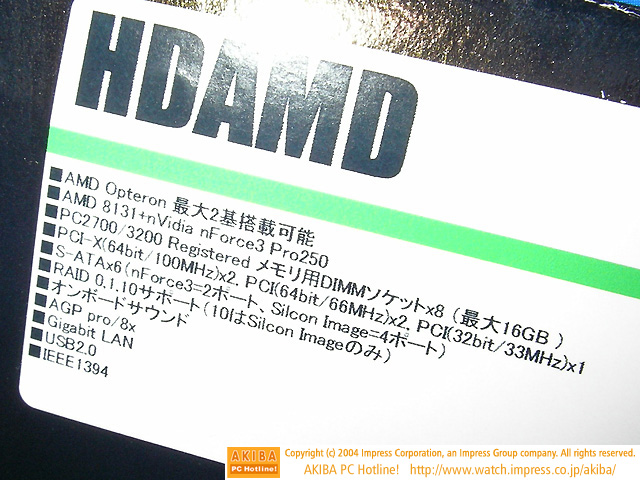 HDAMD
■AMD Opteron 最大2基搭載可能
■AMD 8131+nVidia nForce3 Pro250
■PC2700/3200 Registered メモリ用DIMMソケットx8 (最大16GB )
■PCI-X(64bit/100MHz)x2, PCI(64bit/66MHz)x2, PCI(32bit/33MHz)x1
■S-ATAx6(nForce3=2ポート、Silcon Image=4ポート)
■RAID 0,1,10サポート(10はSilcon Imageのみ)
■オンボードサウンド
■AGP pro/8x
■Gigabit LAN
■USB2.0
■IEEE1394
AKIBA
PC Hotline!
Copyright (c) 2004 Impress Corporation, an Impress Group company. All rights reserved.
AKIBA PC Hotline! http://www.watch.impress.co.jp/akiba/